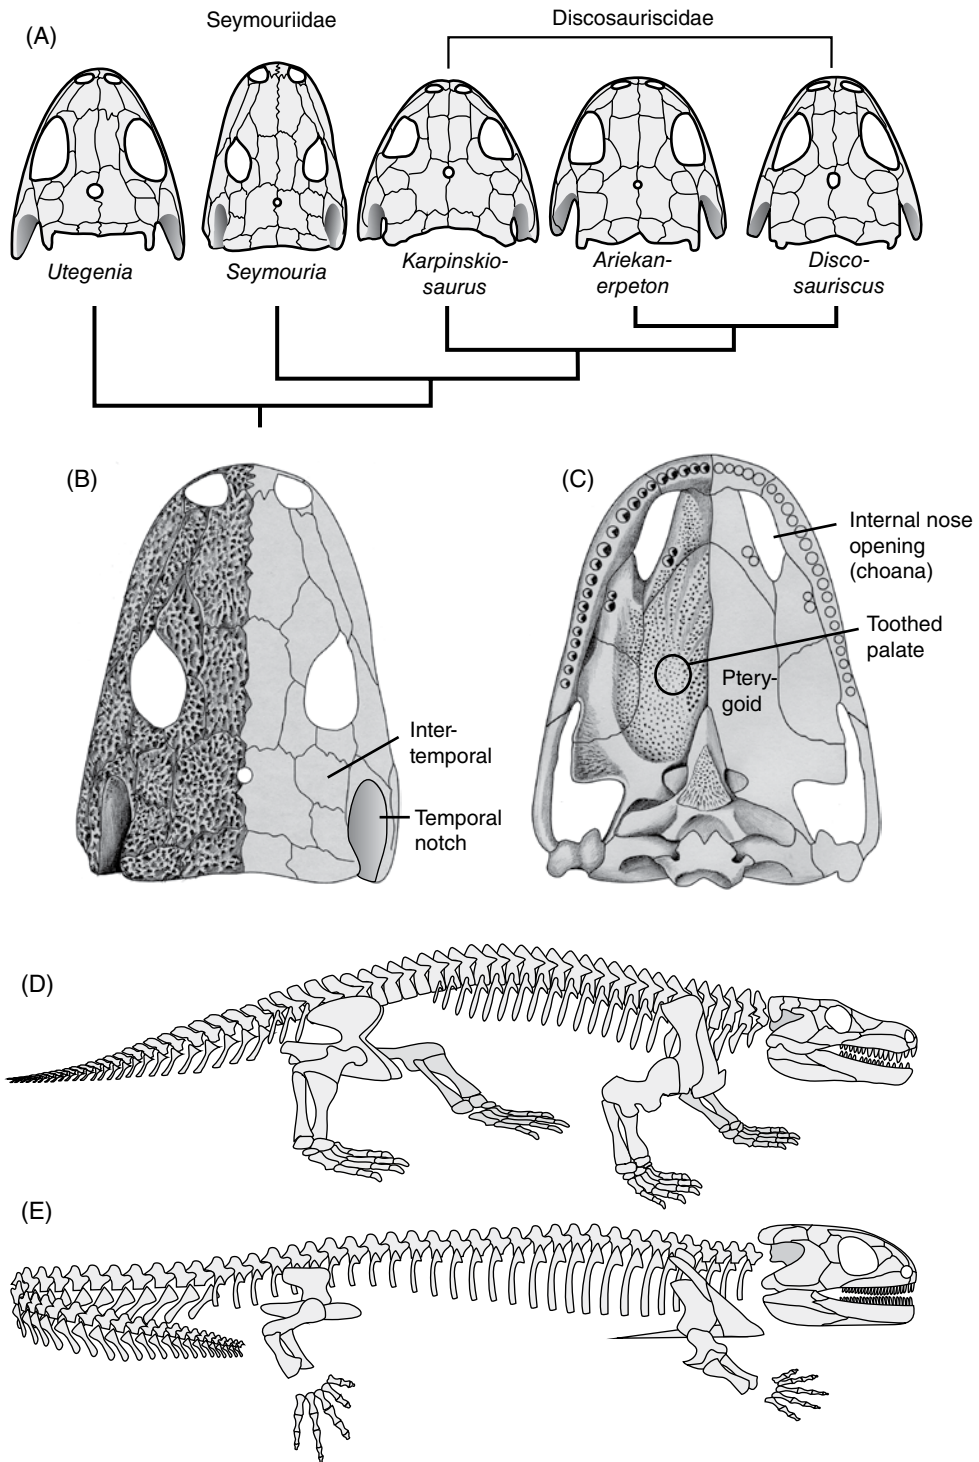 (A)
Seymouriidae
Discosauriscidae
Utegenia
Seymouria
Karpinskio-
saurus
Ariekan-
erpeton
Disco-
sauriscus
(B)
Inter-
temporal
Temporal
notch
(C)
Internal nose
opening
(choana)
Toothed
palate
Ptery-
goid
(D)
(E)